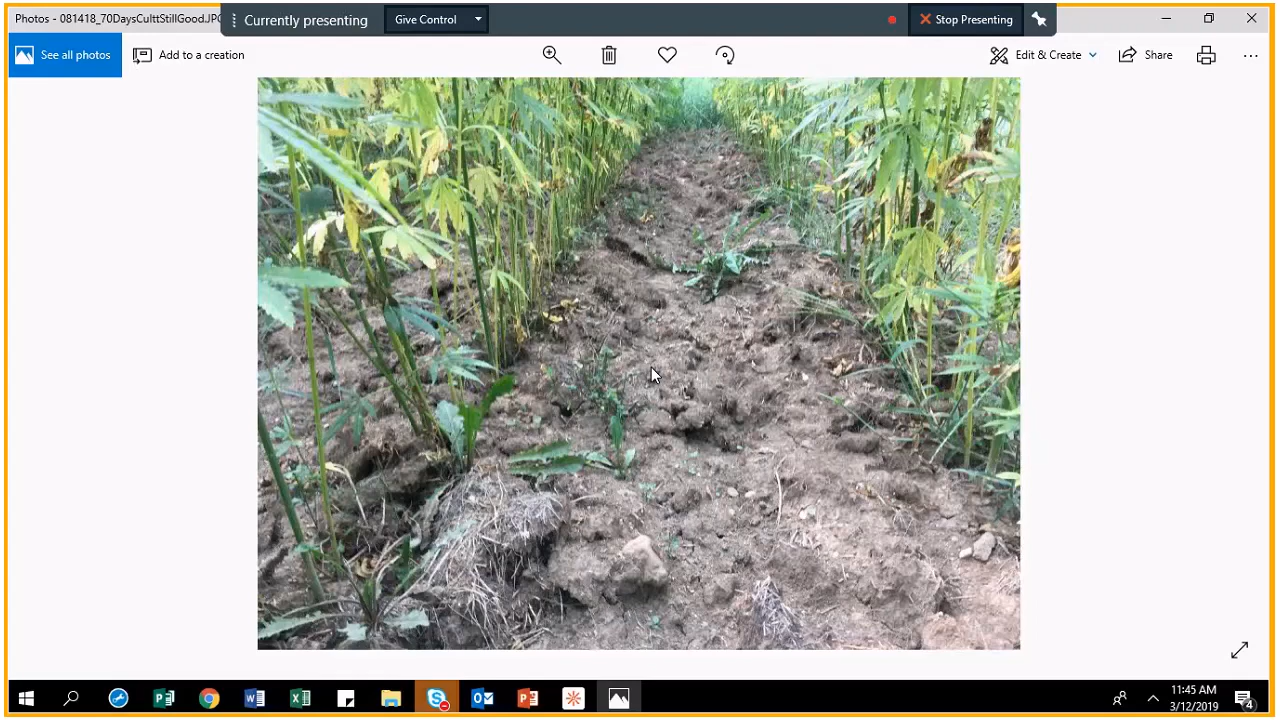 Photos - 081418_70DaysCulttStillGood.JPG
Currently presenting
Give Control
Stop Presenting
See all photos
Add to a creation
Edit & Create
Share
11:45 AM
3/12/2019
4